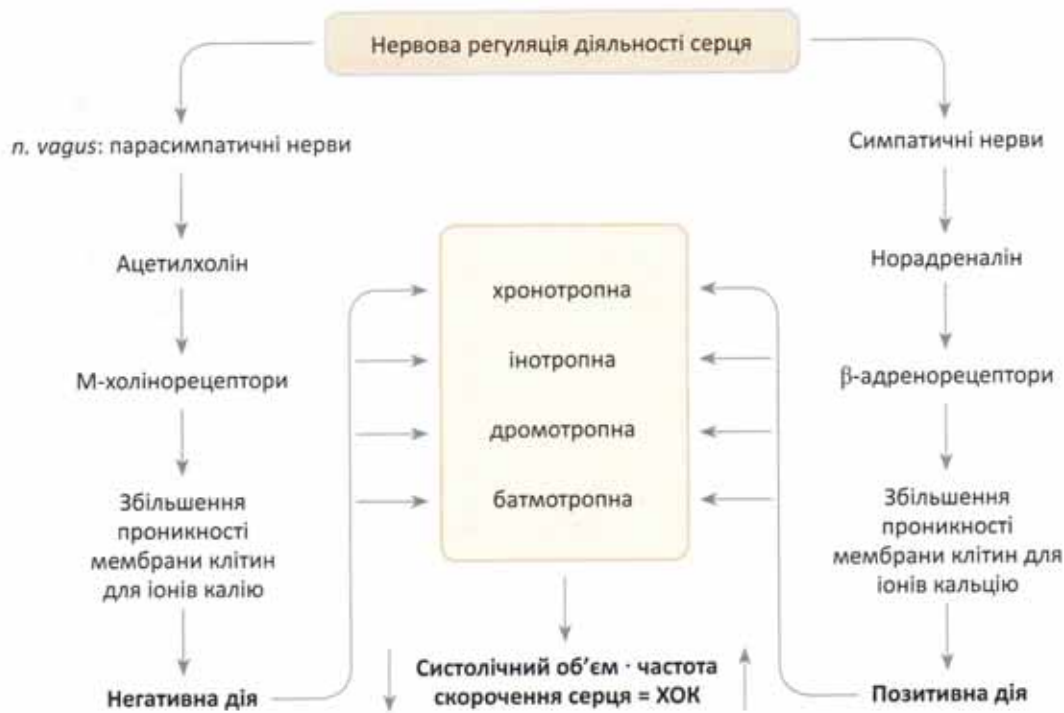 Нервова регуляція діяльності серця
n. vagus: парасимпатичні нерви
Ацетилхолін
М-холінорецептори
Збільшення
проникності
мембрани клітин
для іонів калію
Негативна дія
хронотропна
інотропна
дромотропна
батмотропна
Систолічний об’єм · частота
скорочення серця = ХОК
Симпатичні нерви
Норадреналін
β-адренорецептори
Збільшення
проникності
мембрани клітин для
іонів кальцію
Позитивна дія